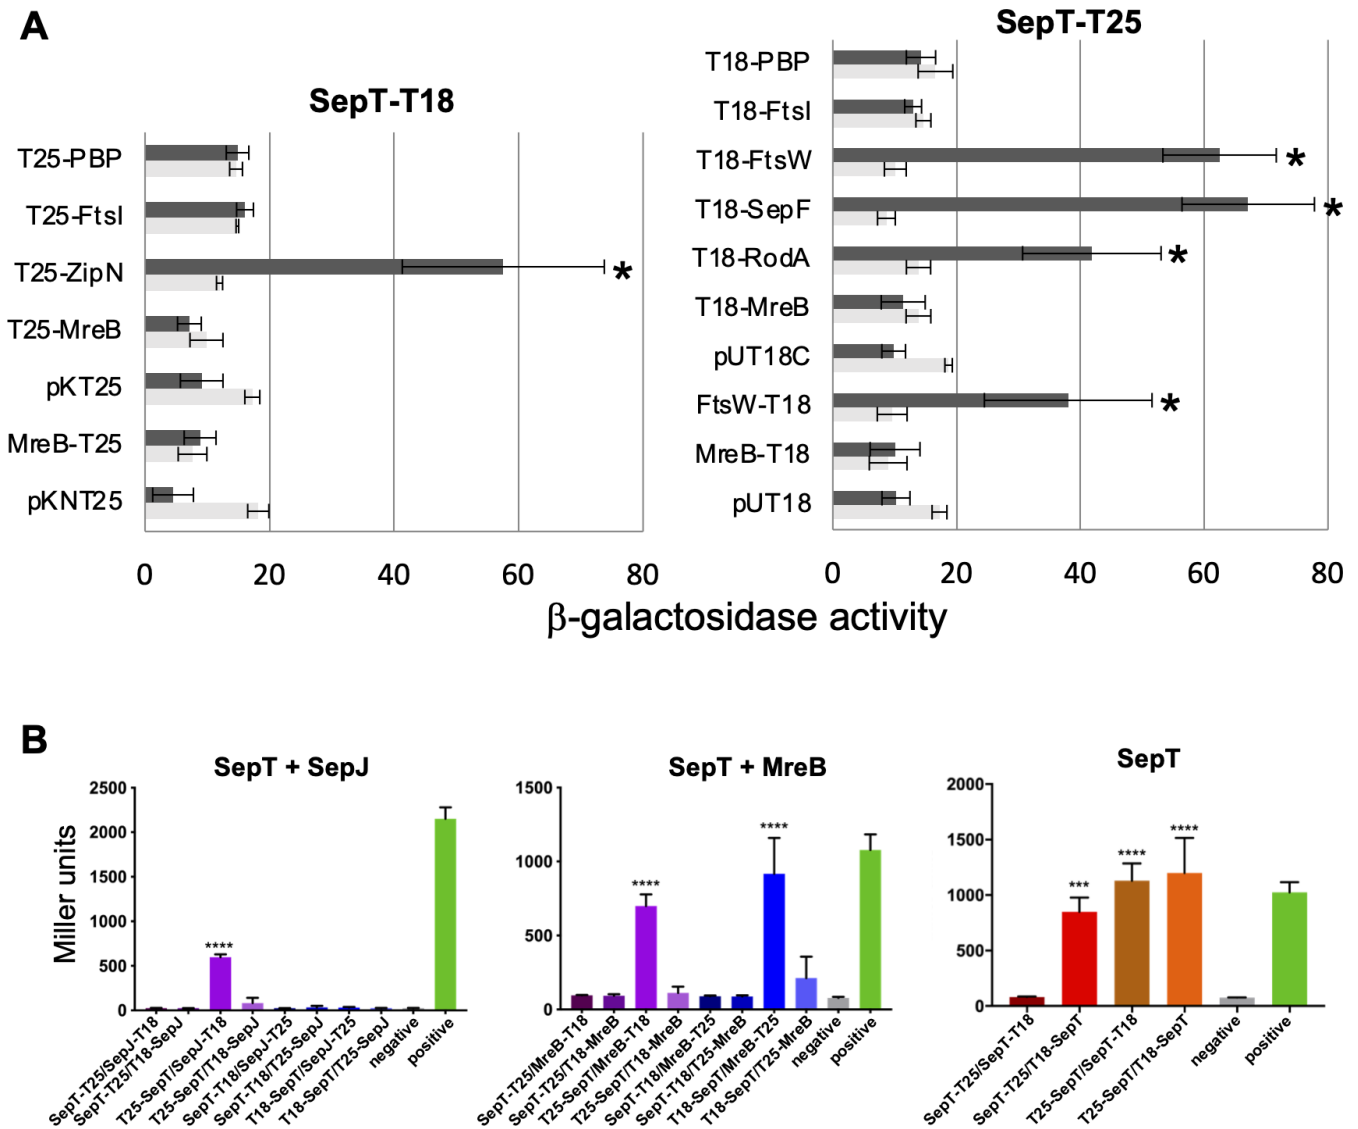 A
SepT-T18
T25-PBP
T25-FtsI
T25-ZipN
*
T25-MreB
pKT25
MreB-T25
pKNT25
0 20 40 60 80
SepT-T25
T18-PBP
T18-FtsI
T18-FtsW
*
T18-SepF
*
T18-RodA
*
T18-MreB
pUT18C
FtsW-T18
*
MreB-T18
pUT18
0 20 40 60 80
β-galactosidase activity
B
SepT + SepJ
Miller units
2500
2000
1500
1000
500
0
****
SepT-T25/SepJ-T18
SepT-T25/T18-SepJ
T25-SepT/SepJ-T18
T25-SepT/T18-SepJ
SepT-T18/SepJ-T25
SepT-T18/T25-SepJ
T18-SepT/SepJ-T25
T18-SepT/T25-SepJ
negative
positive
SepT + MreB
1500
1000
500
0
****
****
SepT-T25/MreB-T18
SepT-T25/T18-MreB
T25-SepT/MreB-T18
T25-SepT/T18-MreB
SepT-T18/MreB-T25
SepT-T18/T25-MreB
T18-SepT/MreB-T25
T18-SepT/T25-MreB
negative
positive
SepT
2000
1500
1000
500
0
***
****
****
SepT-T25/SepT-T18
SepT-T25/T18-SepT
T25-SepT/SepT-T18
T25-SepT/T18-SepT
negative
positive